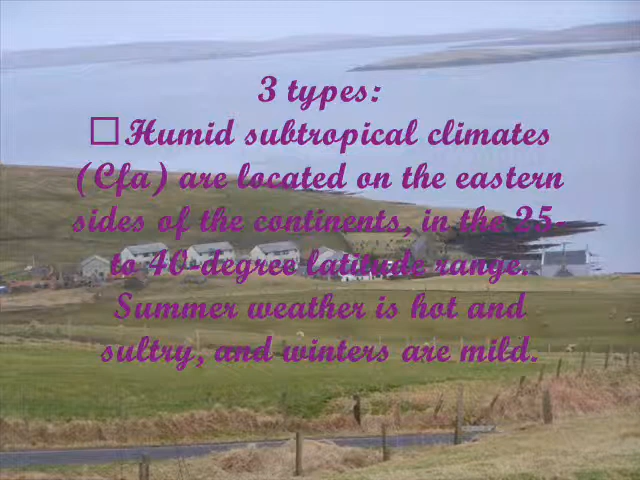 3 types:
□Humid subtropical climates
(Cfa) are located on the eastern
sides of the continents, in the 25-
to 40-degree latitude range.
Summer weather is hot and
sultry, and winters are mild.